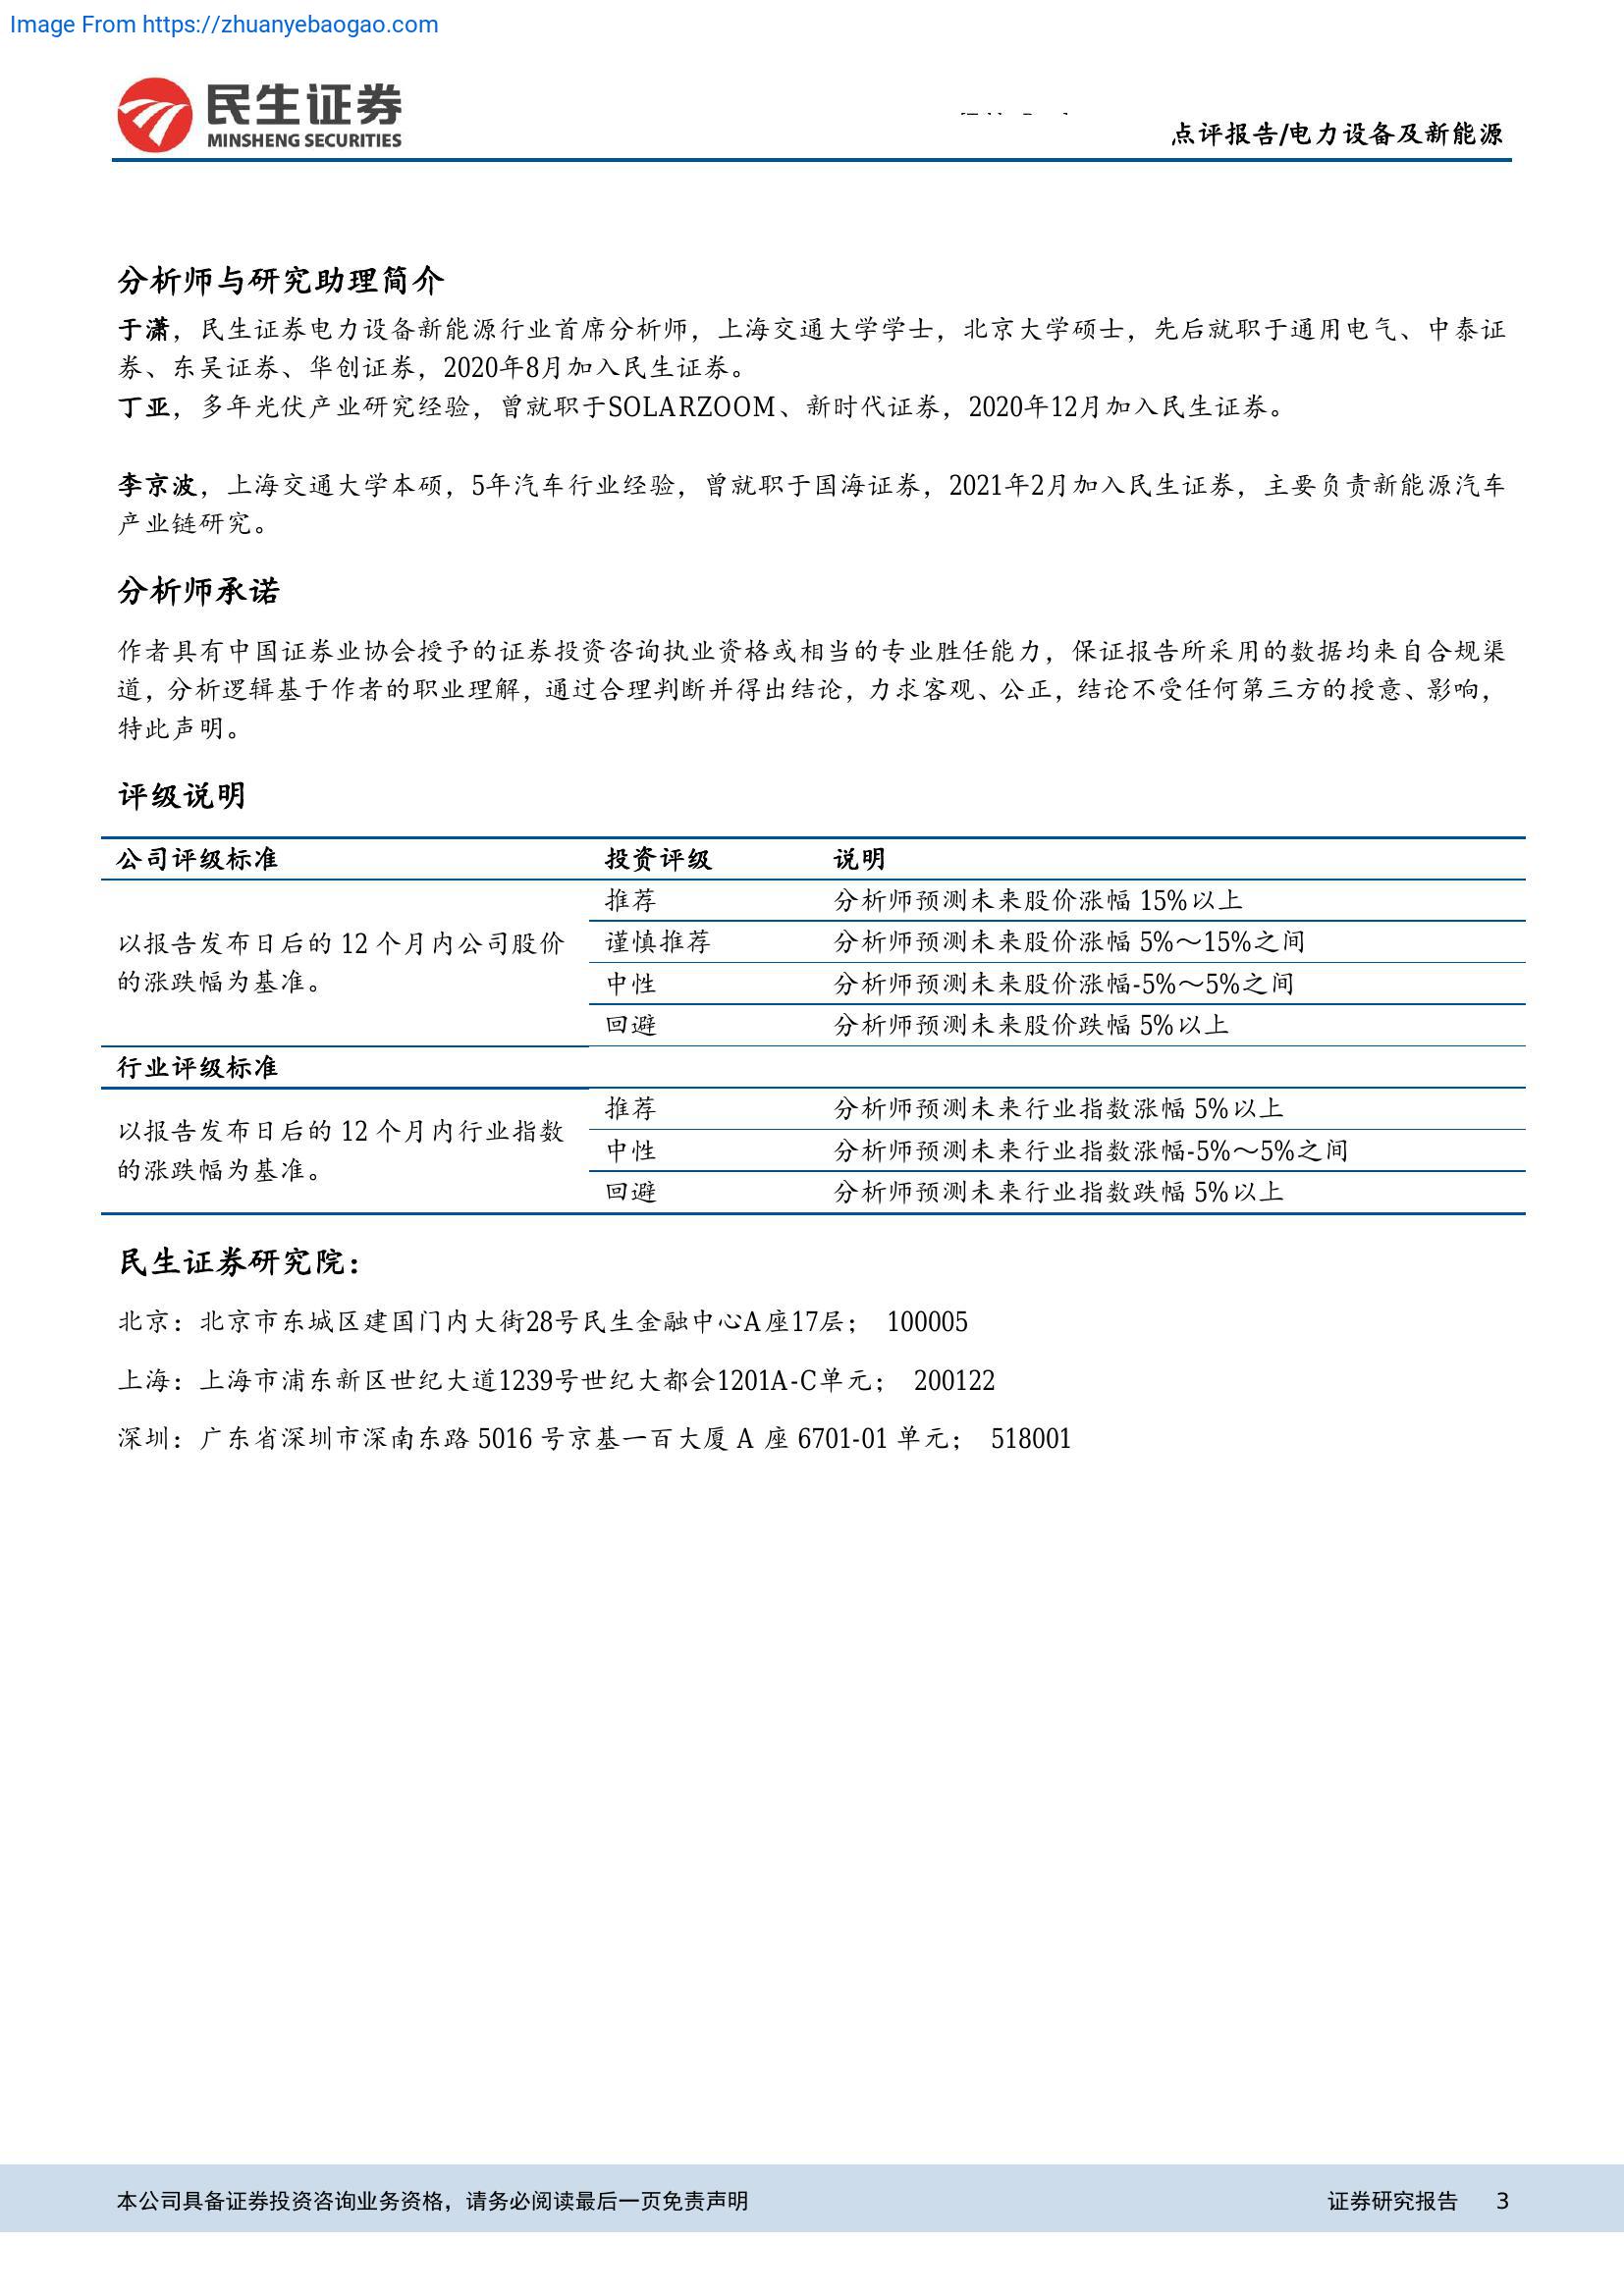 Image From https://zhuanyebaogao.com
民生证券
MINSHENG SECURITIES
点评报告/电力设备及新能源
分析师与研究助理简介
于潇，民生证券电力设备新能源行业首席分析师，上海交通大学学士，北京大学硕士，先后就职于通用电气、中泰证
券、东吴证券、华创证券，2020年8月加入民生证券。
丁亚，多年光伏产业研究经验，曾就职于SOLARZOOM、新时代证券，2020年12月加入民生证券。
李京波，上海交通大学本硕，5年汽车行业经验，曾就职于国海证券，2021年2月加入民生证券，主要负责新能源汽车
产业链研究。
分析师承诺
作者具有中国证券业协会授予的证券投资咨询执业资格或相当的专业胜任能力，保证报告所采用的数据均来自合规渠
道，分析逻辑基于作者的职业理解，通过合理判断并得出结论，力求客观、公正，结论不受任何第三方的授意、影响，
特此声明。
评级说明
公司评级标准 投资评级 说明
以报告发布日后的 12 个月内公司股价
的涨跌幅为基准。
推荐 分析师预测未来股价涨幅 15%以上
谨慎推荐 分析师预测未来股价涨幅 5%～15%之间
中性 分析师预测未来股价涨幅-5%～5%之间
回避 分析师预测未来股价跌幅 5%以上
行业评级标准
以报告发布日后的 12 个月内行业指数
的涨跌幅为基准。
推荐 分析师预测未来行业指数涨幅 5%以上
中性 分析师预测未来行业指数涨幅-5%～5%之间
回避 分析师预测未来行业指数跌幅 5%以上
民生证券研究院：
北京：北京市东城区建国门内大街28号民生金融中心A座17层； 100005
上海：上海市浦东新区世纪大道1239号世纪大都会1201A-C单元； 200122
深圳：广东省深圳市深南东路 5016 号京基一百大厦 A 座 6701-01 单元； 518001
本公司具备证券投资咨询业务资格，请务必阅读最后一页免责声明 证券研究报告 3